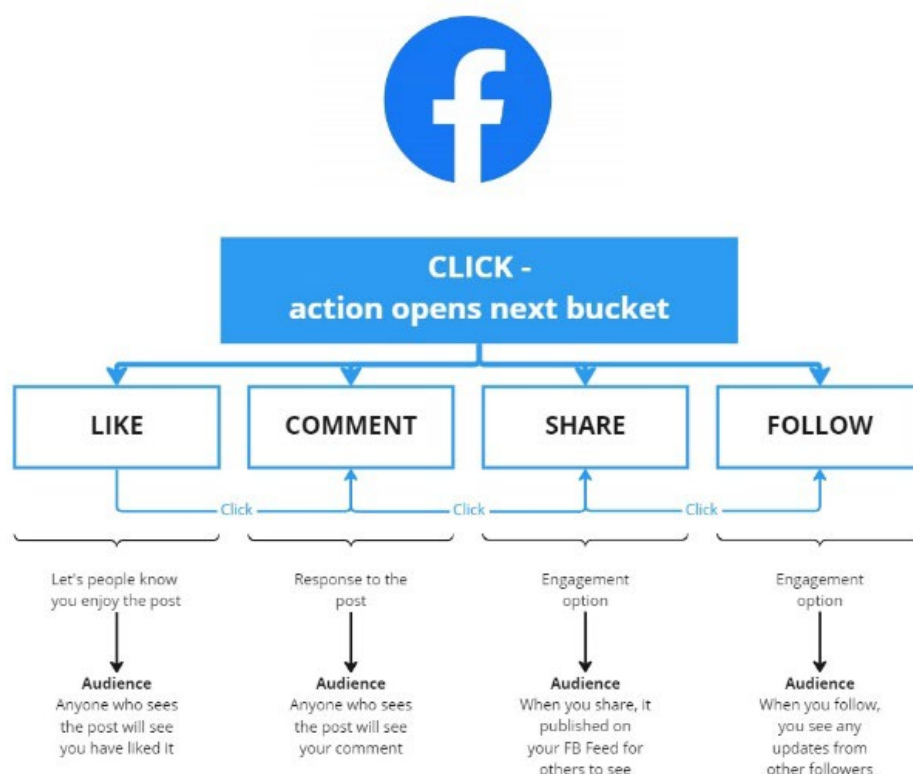 CLICK -
action opens next bucket
LIKE
COMMENT
SHARE
FOLLOW
Click
Click
Click
Let's people know
you enjoy the post
Response to the
post
Engagement
option
Engagement
option
Audience
Anyone who sees
the post will see
you have liked it
Audience
Anyone who sees
the post will see
your comment
Audience
When you share, it
published on
your FB Feed for
others to see
Audience
When you follow,
you see any
updates from
other followers